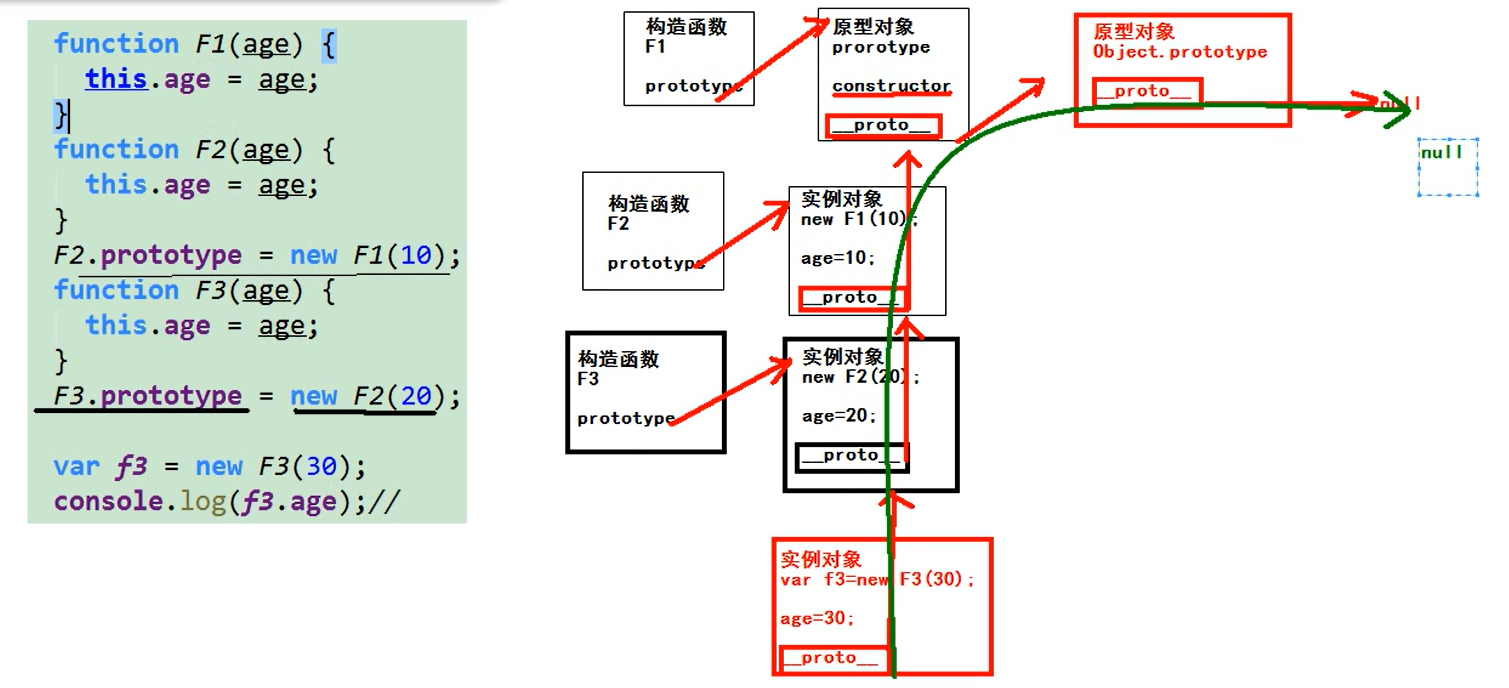 function F1(age) {
this.age = age;
}
function F2(age) {
this.age = age;
}
F2.prototype = new F1(10);
function F3(age) {
this.age = age;
}
F3.prototype = new F2(20);
var f3 = new F3(30);
console.log(f3.age);//
构造函数
F1
prototype
原型对象
prorotype
constructor
__proto__
原型对象
Object.prototype
__proto__
null
null
构造函数
F2
prototype
实例对象
new F1(10);
age=10;
__proto__
构造函数
F3
prototype
实例对象
new F2(20);
age=20;
__proto__
实例对象
var f3=new F3(30);
age=30;
__proto__